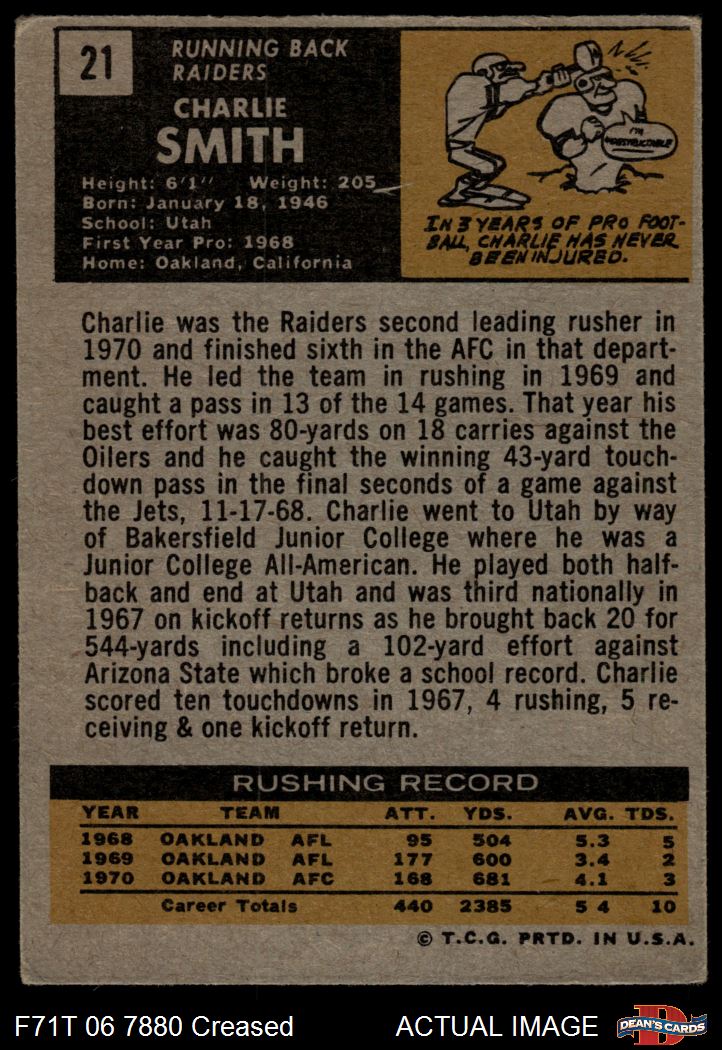 21
RUNNING BACK
RAIDERS
CHARLIE
SMITH
Height: 6'1" Weight: 205
Born: January 18, 1946
School: Utah
First Year Pro: 1968
Home: Oakland, California
I'M
INDESTRUCTABLE
IN 3 YEARS OF PRO FOOT-
BALL, CHARLIE HAS NEVER
BEEN INJURED.
Charlie was the Raiders second leading rusher in
1970 and finished sixth in the AFC in that depart-
ment. He led the team in rushing in 1969 and
caught a pass in 13 of the 14 games. That year his
best effort was 80-yards on 18 carries against the
Oilers and he caught the winning 43-yard touch-
down pass in the final seconds of a game against
the Jets, 11-17-68. Charlie went to Utah by way
of Bakersfield Junior College where he was a
Junior College All-American. He played both half-
back and end at Utah and was third nationally in
1967 on kickoff returns as he brought back 20 for
544-yards including a 102-yard effort against
Arizona State which broke a school record. Charlie
scored ten touchdowns in 1967, 4 rushing, 5 re-
ceiving & one kickoff return.
RUSHING RECORD
YEAR TEAM ATT. YDS. AVG. TDS.
1968 OAKLAND AFL 95 504 5.3 5
1969 OAKLAND AFL 177 600 3.4 2
1970 OAKLAND AFC 168 681 4.1 3
Career Totals 440 2385 5 4 10
© T.C.G. PRTD. IN U.S.A.
F71T 06 7880 Creased ACTUAL IMAGE
DEAN'S CARDS